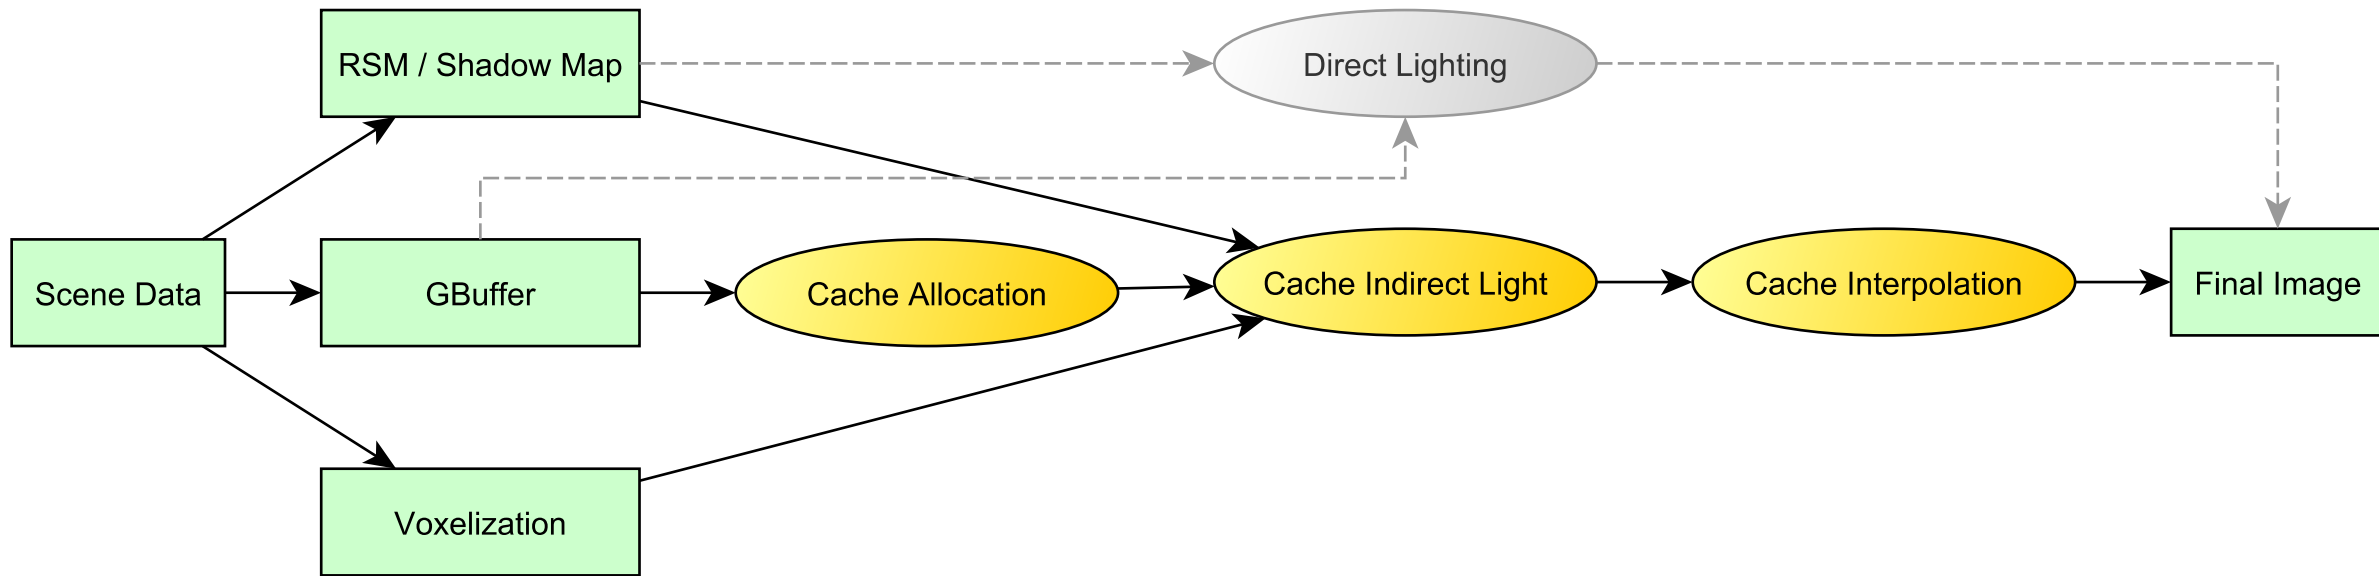 RSM / Shadow Map
Direct Lighting
Scene Data
GBuffer
Cache Allocation
Cache Indirect Light
Cache Interpolation
Final Image
Voxelization